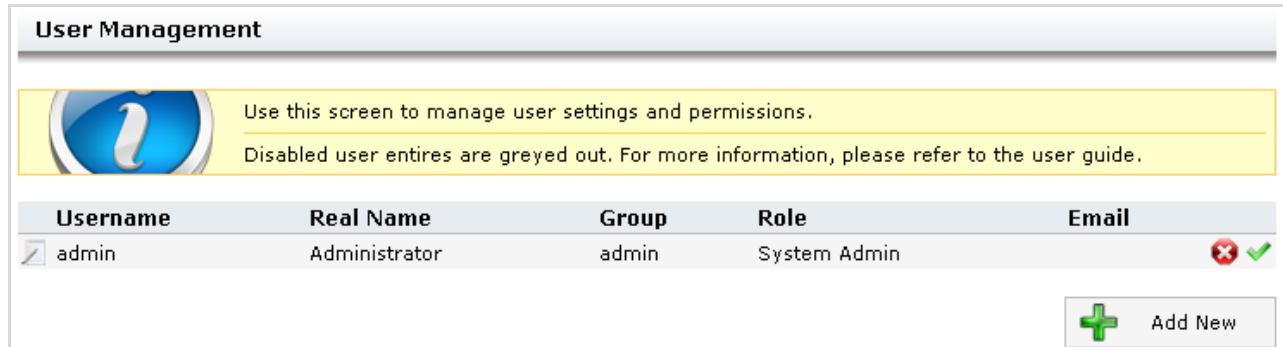 User Management
Use this screen to manage user settings and permissions.
Disabled user entires are greyed out. For more information, please refer to the user guide.
Username Real Name Group Role Email
admin Administrator admin System Admin
Add New